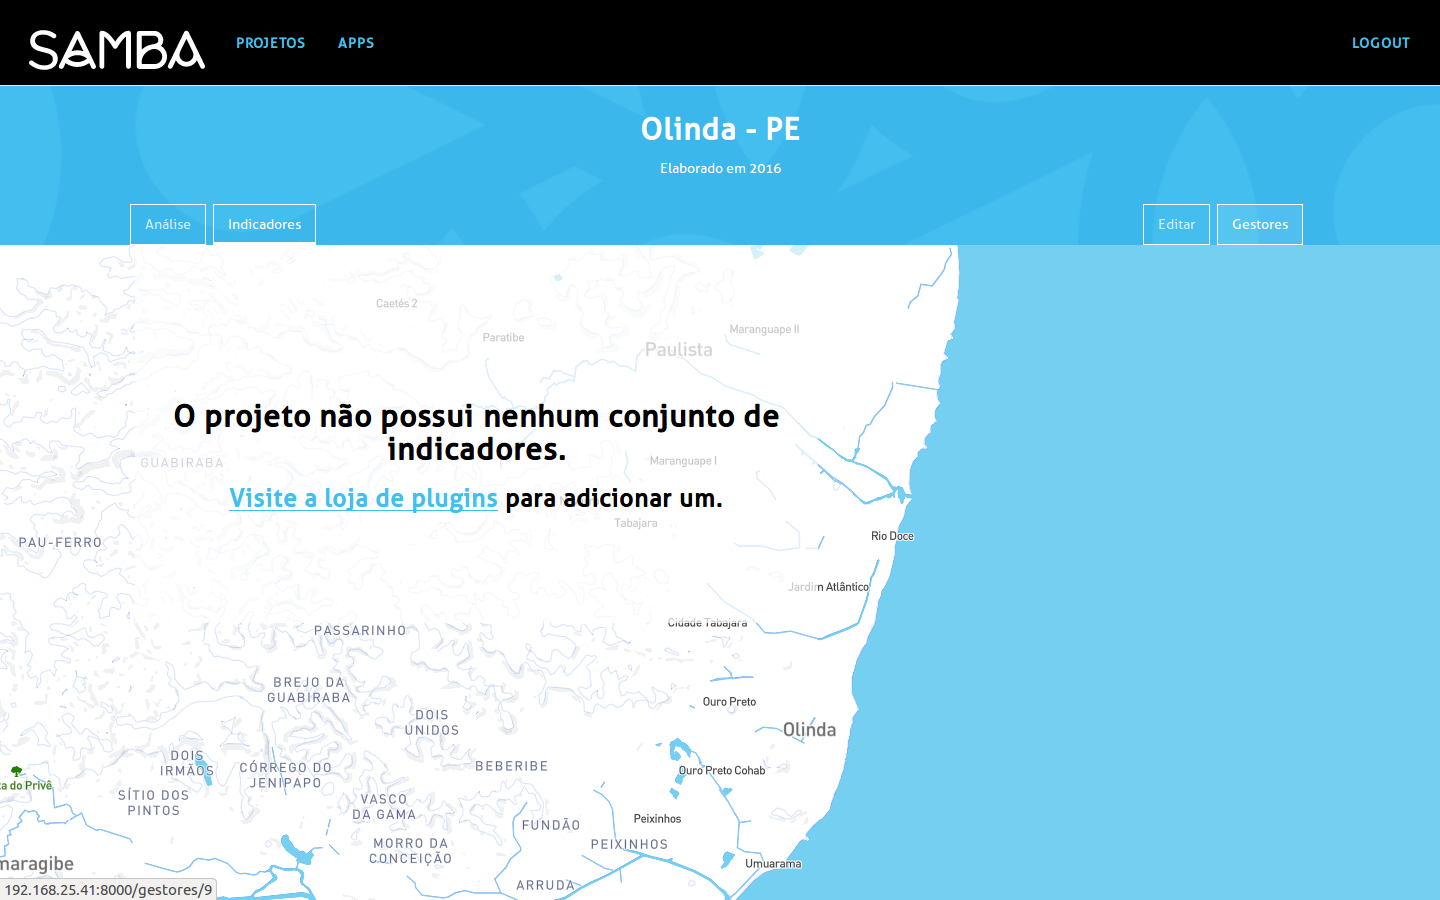 SAMBA PROJETOS APPS LOGOUT
Olinda - PE
Elaborado em 2016
Análise Indicadores Editar Gestores
Caetés 2
Maranguape II
Paratibe
Paulista
O projeto não possui nenhum conjunto de
indicadores.
GUABIRABA
Maranguape I
Visite a loja de plugins para adicionar um.
Tabajara
Rio Doce
PAU-FERRO
Jardim Atlântico
Cidade Tabajara
PASSARINHO
BREJO DA
GUABIRABA
Ouro Preto
DOIS
UNIDOS
Olinda
DOIS
IRMÃOS
CÓRREGO DO
JENIPAPO
BEBERIBE
Ouro Preto Cohab
ta do Privê
SÍTIO DOS
PINTOS
VASCO
DA GAMA
Peixinhos
FUNDÃO
MORRO DA
CONCEIÇÃO
PEIXINHOS
maragibe
Umuarama
ARRUDA
192.168.25.41:8000/gestores/9